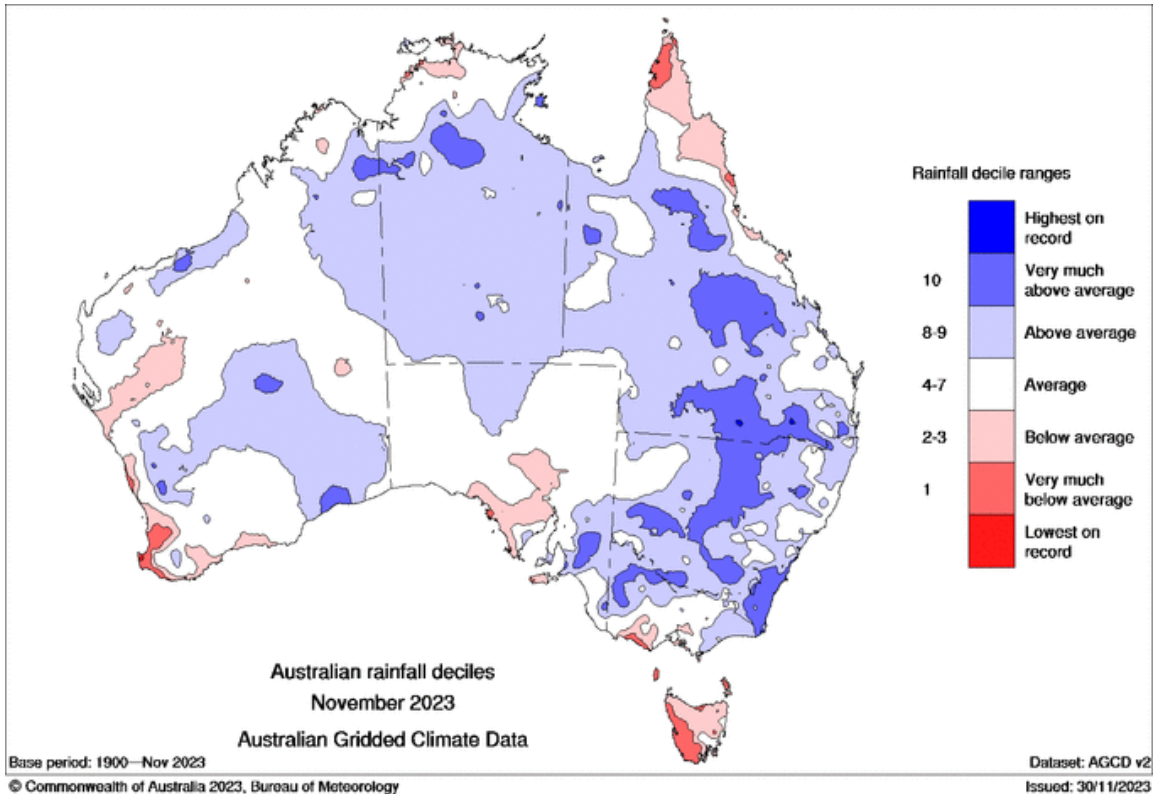 Rainfall decile ranges
Highest on
record
10
Very much
above average
8-9
Above average
4-7
Average
2-3
Below average
1
Very much
below average
Lowest on
record
Australian rainfall deciles
November 2023
Australian Gridded Climate Data
Base period: 1900—Nov 2023
Dataset: AGCD v2
© Commonwealth of Australia 2023, Bureau of Meteorology
Issued: 30/11/2023